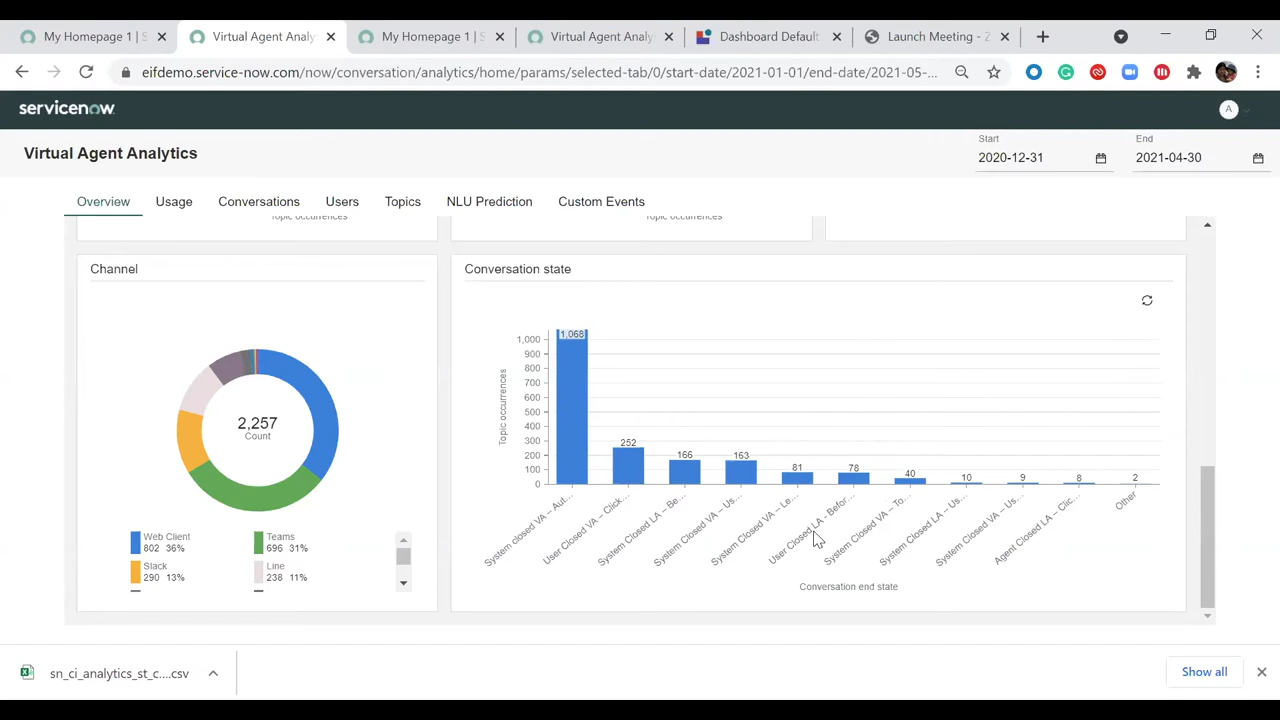 My Homepage 1 | S
Virtual Agent Analy
My Homepage 1 | S
Virtual Agent Analy
Dashboard Default
Launch Meeting - Z
eifdemo.service-now.com/now/conversation/analytics/home/params/selected-tab/0/start-date/2021-01-01/end-date/2021-05-...
servicenow
A
Virtual Agent Analytics
Start
2020-12-31
End
2021-04-30
Overview
Usage
Conversations
Users
Topics
NLU Prediction
Custom Events
Topic occurrences
Topic occurrences
Channel
2,257
Count
Web Client
802 36%
Teams
696 31%
Slack
290 13%
Line
238 11%
Conversation state
Topic occurrences
1,000
900
800
700
600
500
400
300
200
100
0
1,068
252
166
163
81
78
40
10
9
8
2
System closed VA – Aut...
User Closed VA – Click...
System Closed LA – Be...
System Closed VA – Us...
System Closed VA – Le...
User Closed LA - Befor...
System Closed VA – To...
System Closed LA – Us...
System Closed VA – Us...
Agent Closed LA – Clic...
Other
Conversation end state
sn_ci_analytics_st_c....csv
Show all